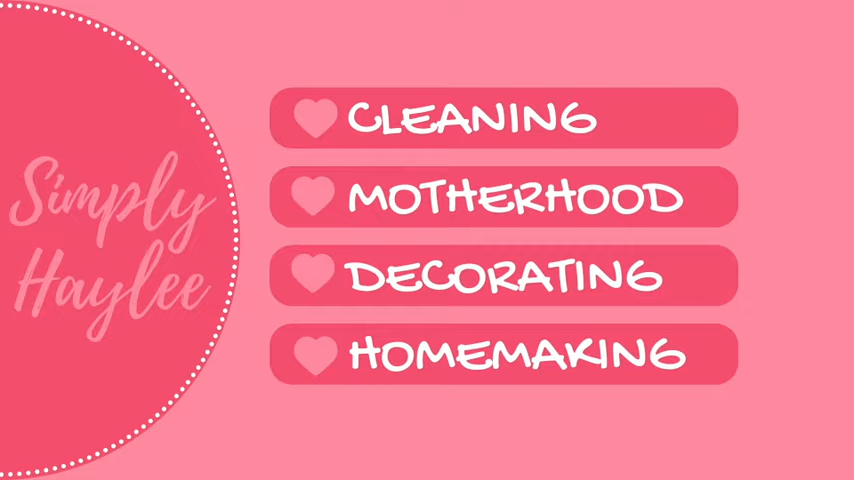 Simply
Haylee
CLEANING
MOTHERHOOD
DECORATING
HOMEMAKING